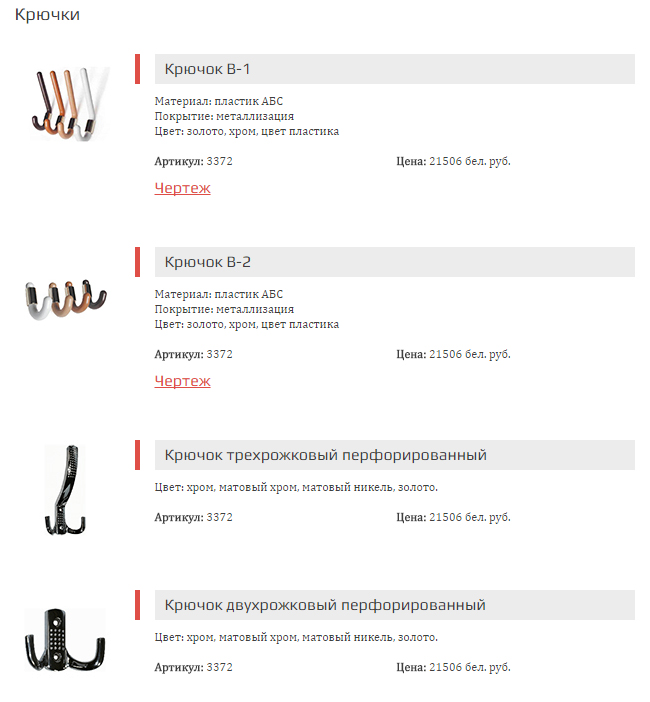 Крючки
Крючок В-1
Материал: пластик АБС
Покрытие: металлизация
Цвет: золото, хром, цвет пластика
Артикул: 3372 Цена: 21506 бел. руб.
Чертеж
Крючок В-2
Материал: пластик АБС
Покрытие: металлизация
Цвет: золото, хром, цвет пластика
Артикул: 3372 Цена: 21506 бел. руб.
Чертеж
Крючок трехрожковый перфорированный
Цвет: хром, матовый хром, матовый никель, золото.
Артикул: 3372 Цена: 21506 бел. руб.
Крючок двухрожковый перфорированный
Цвет: хром, матовый хром, матовый никель, золото.
Артикул: 3372 Цена: 21506 бел. руб.